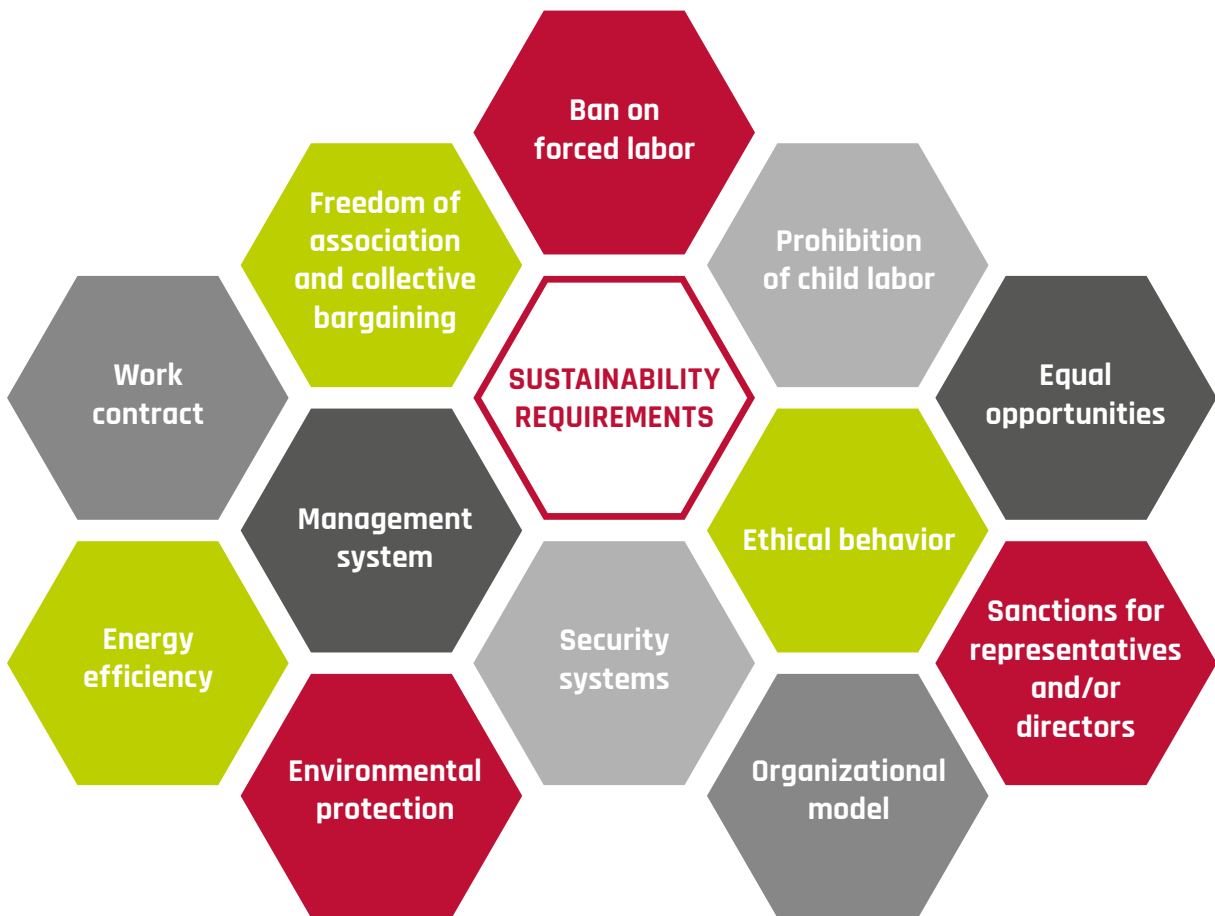 Ban on
forced labor
Freedom of
association
and collective
bargaining
Prohibition
of child labor
Work
contract
SUSTAINABILITY
REQUIREMENTS
Equal
opportunities
Management
system
Ethical behavior
Energy
efficiency
Security
systems
Sanctions for
representatives
and/or
directors
Environmental
protection
Organizational
model